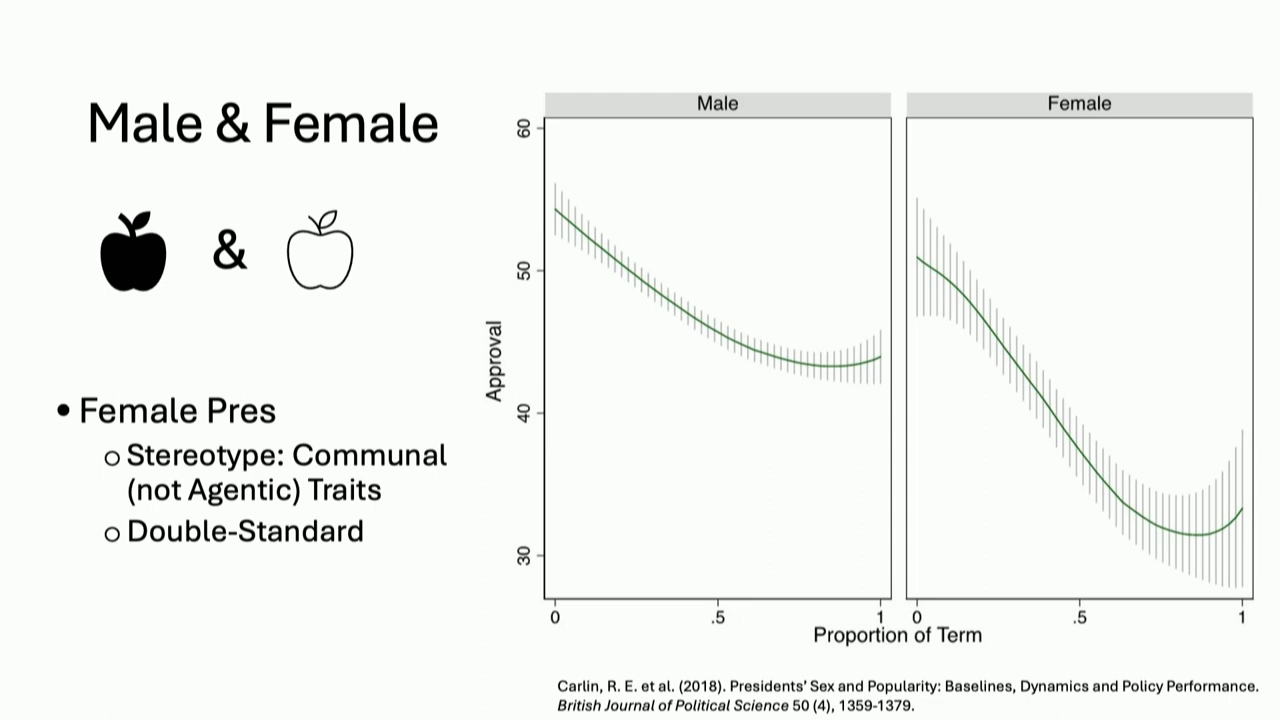 Male & Female
&
• Female Pres
o Stereotype: Communal
(not Agentic) Traits
o Double-Standard
Male
Female
Approval
60
50
40
30
0
.5
1
0
.5
1
Proportion of Term
Carlin, R. E. et al. (2018). Presidents' Sex and Popularity: Baselines, Dynamics and Policy Performance.
British Journal of Political Science 50 (4), 1359-1379.